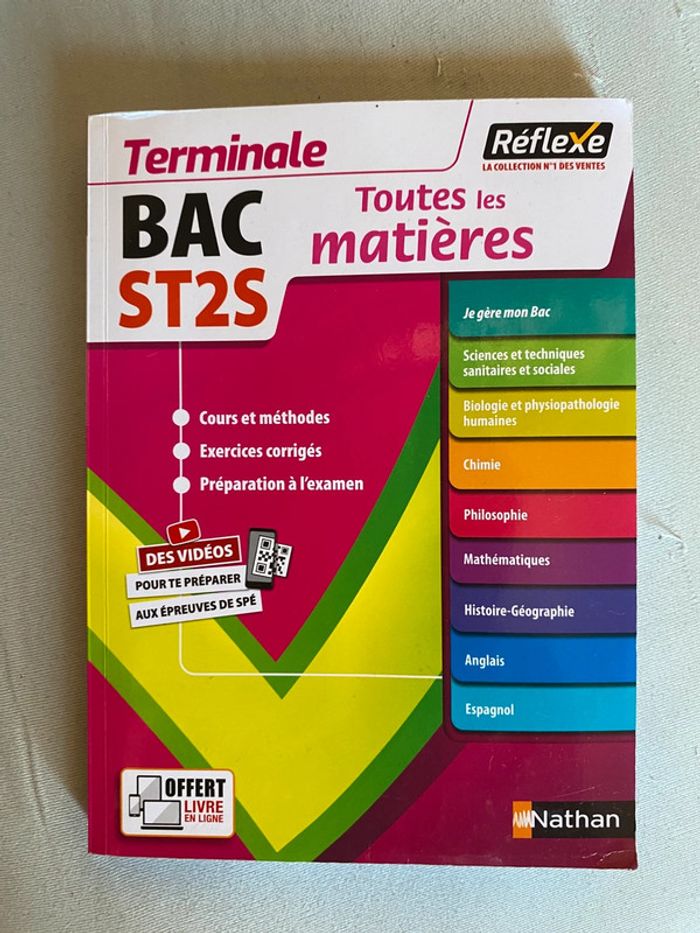 Terminale
Réflexe
LA COLLECTION N°1 DES VENTES
BAC
ST2S
Toutes les
matières
Je gère mon Bac
Sciences et techniques
sanitaires et sociales
Biologie et physiopathologie
humaines
Chimie
Philosophie
Mathématiques
Histoire-Géographie
Anglais
Espagnol
Cours et méthodes
Exercices corrigés
Préparation à l'examen
DES VIDÉOS
POUR TE PRÉPARER
AUX ÉPREUVES DE SPÉ
OFFERT
LIVRE
EN LIGNE
Nathan